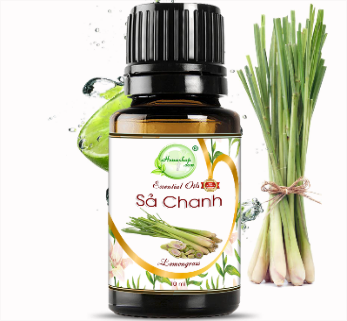 Essential Oils
Sả Chanh
Lemongrass
10 ml